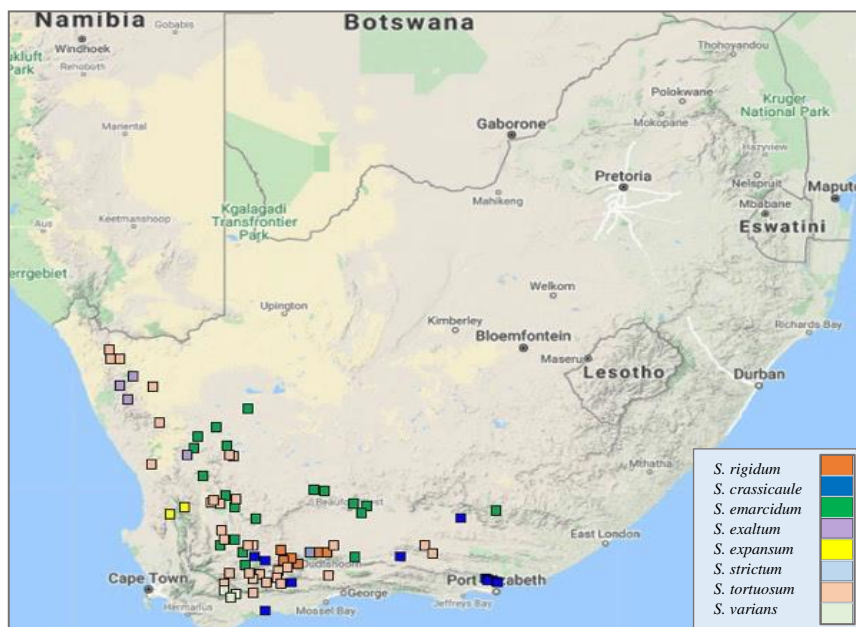 Namibia
Gobabis
Botswana
Windhoek
Rehoboth
ukluft
Park
Thohoyandou
Polokwane
Mokopane
Kruger
National Park
Mariental
Gaborone
Hazyview
Pretoria
Nelspruit
Maputo
Mahikeng
Mbabane
Kgalagadi
Transfrontier
Park
Keetmanshoop
Aus
Eswatini
errgebiet
Welkom
Upington
Kimberley
Bloemfontein
Richards Bay
Maseru
Lesotho
Durban
Mthatha
East London
Cape Town
Port Elizabeth
Hermanus
Mossel Bay
George
Jeffreys Bay
S. rigidum
S. crassicaule
S. emarcidum
S. exaltum
S. expansum
S. strictum
S. tortuosum
S. varians